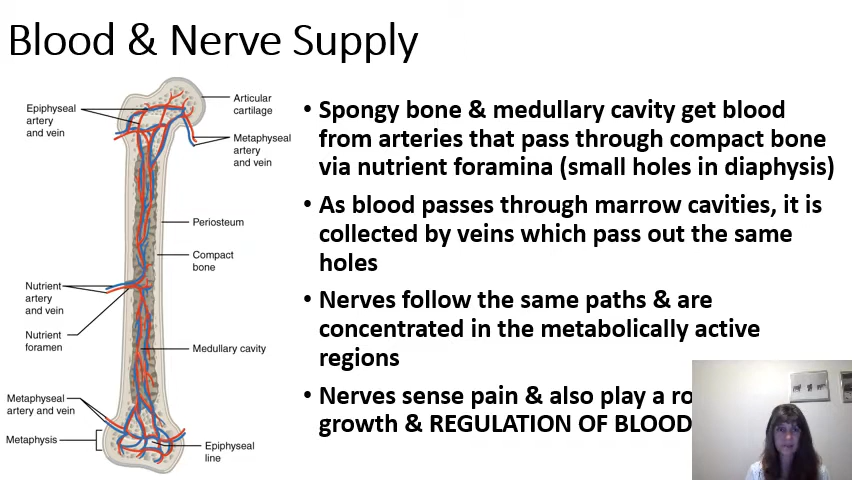 Blood & Nerve Supply
Epiphyseal
artery
and vein
Articular
cartilage
Metaphyseal
artery
and vein
Periosteum
Compact
bone
Nutrient
artery
and vein
Nutrient
foramen
Medullary cavity
Metaphyseal
artery and vein
Metaphysis
Epiphyseal
line
• Spongy bone & medullary cavity get blood
from arteries that pass through compact bone
via nutrient foramina (small holes in diaphysis)
• As blood passes through marrow cavities, it is
collected by veins which pass out the same
holes
• Nerves follow the same paths & are
concentrated in the metabolically active
regions
• Nerves sense pain & also play a ro
growth & REGULATION OF BLOOD